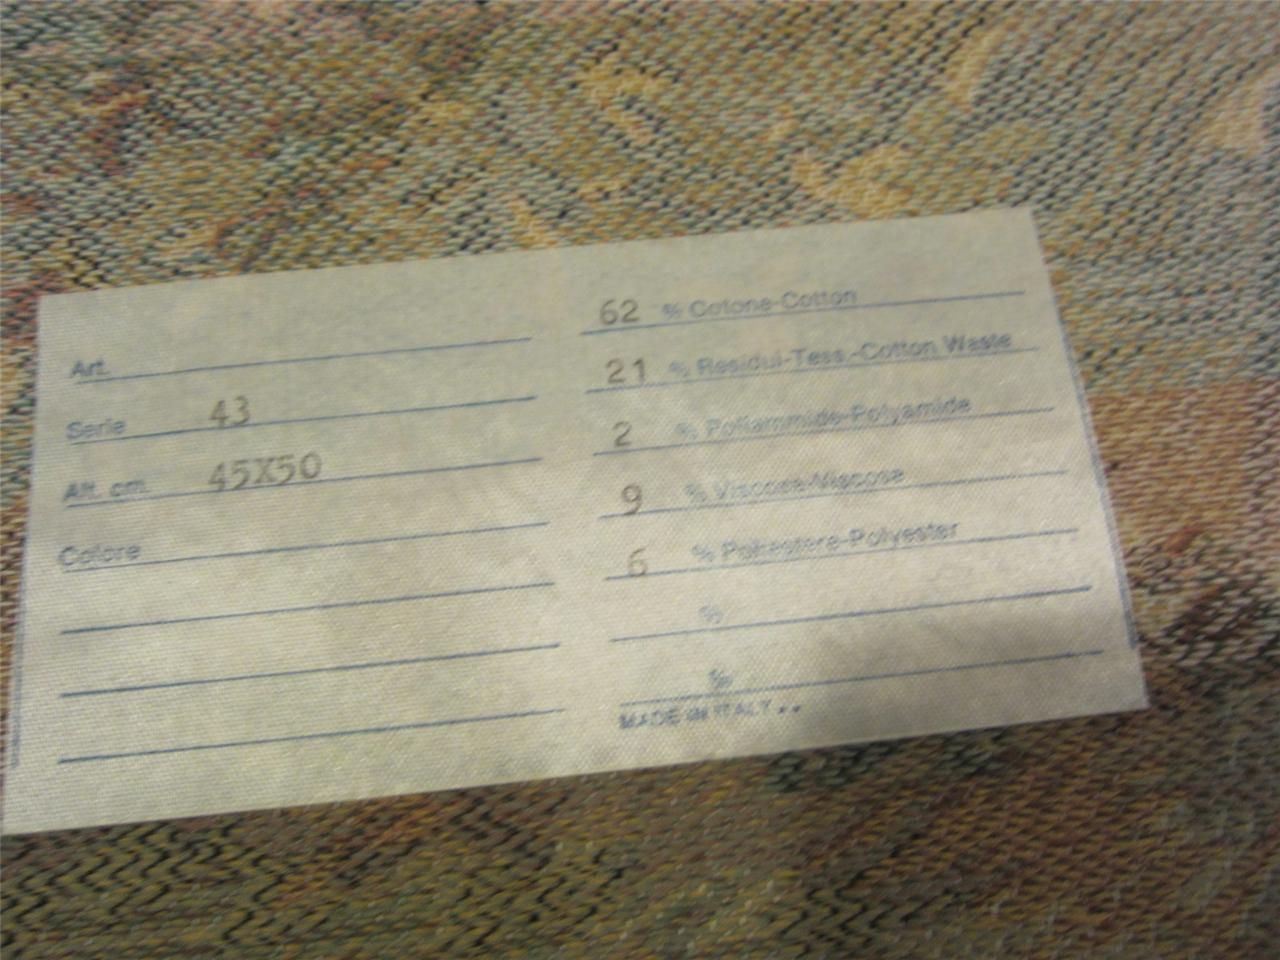 Art.
Serie 43
Alt. cm. 45X50
Colore
62 % Cotone-Cotton
21 % Residui-Tess.-Cotton Waste
2 % Poliammide-Polyamide
9 % Viscosa-Viscose
6 % Poliestere-Polyester
%
%
MADE IN ITALY